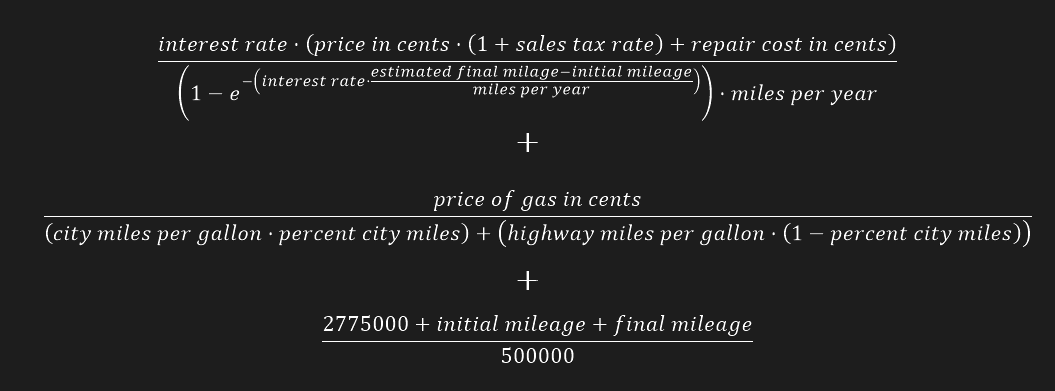 interest rate · (price in cents · (1 + sales tax rate) + repair cost in cents)
(1 − e^−(interest rate · (estimated final milage−initial mileage)/(miles per year))) · miles per year
+
price of gas in cents
(city miles per gallon · percent city miles) + (highway miles per gallon · (1 − percent city miles))
+
2775000 + initial mileage + final mileage
500000